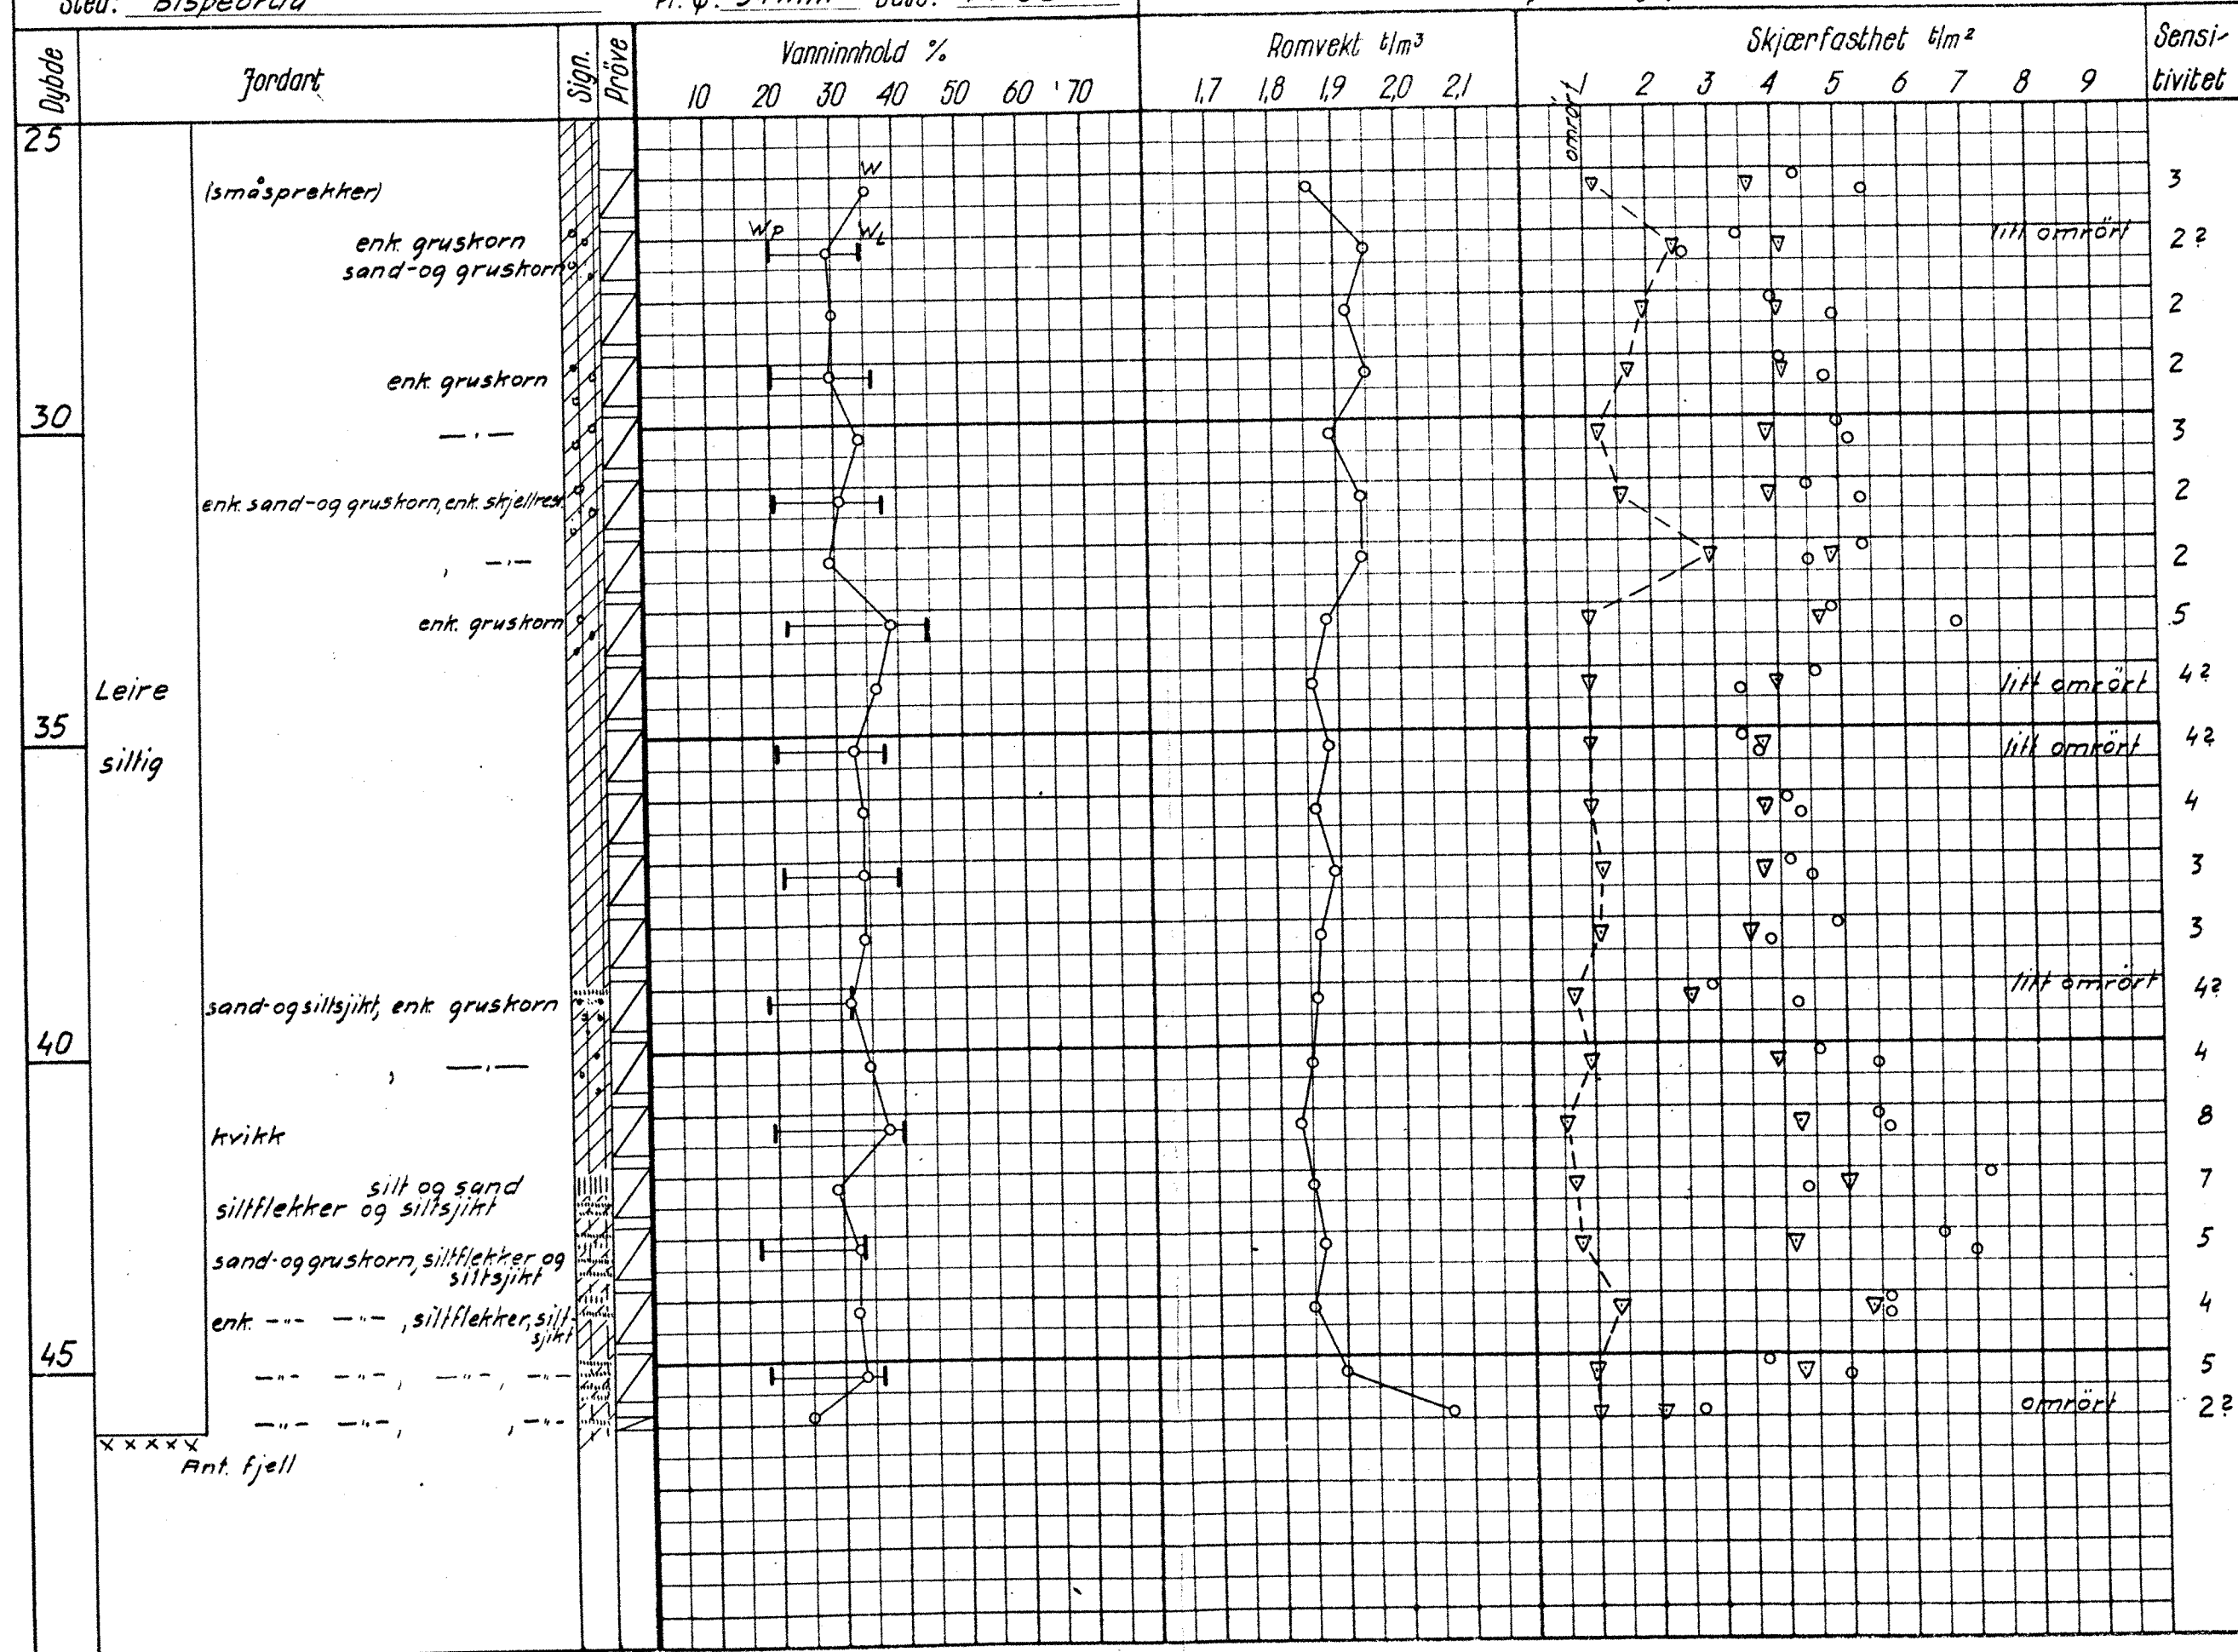 Sted: Bispebrua Pr. φ:
Dybde Jordart Sign. Pröve Vanninnhold % Romvekt t/m³ Skjærfasthet t/m² Sensi-
tivitet
10 20 30 40 50 60 70 1,7 1,8 1,9 2,0 2,1 omrört 1 2 3 4 5 6 7 8 9
25
(småsprekker) W 3
enk. gruskorn Wp WL litt omrört 2?
sand-og gruskorn
2
enk. gruskorn 2
30
—„— 3
enk. sand-og gruskorn, enk. skjellrest. 2
, —„— 2
enk. gruskorn 5
Leire litt omrört 4?
35
siltig litt omrört 4?
4
3
3
sand-og siltsjikt, enk. gruskorn litt omrört 4?
40
, —„— 4
kvikk 8
silt og sand 7
siltflekker og siltsjikt
sand-og gruskorn, siltflekker og 5
siltsjikt
enk. —„— —„—, siltflekker, silt- 4
sjikt
45
—„— —„—, —„—, —„— 5
—„— —„—, , —„— omrört 2?
x x x x x
Ant. fjell